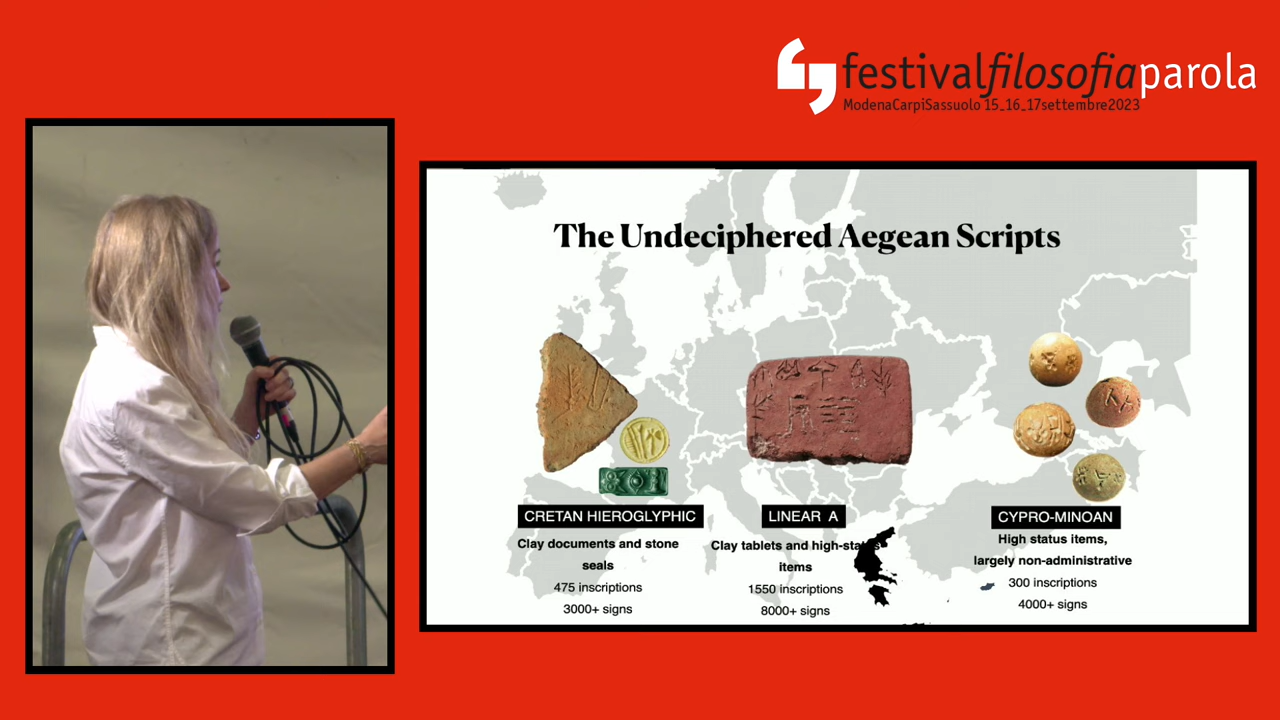 festivalfilosofiaparola
ModenaCarpiSassuolo 15_16_17settembre2023
The Undeciphered Aegean Scripts
CRETAN HIEROGLYPHIC
Clay documents and stone
seals
475 inscriptions
3000+ signs
LINEAR A
Clay tablets and high-status
items
1550 inscriptions
8000+ signs
CYPRO-MINOAN
High status items,
largely non-administrative
300 inscriptions
4000+ signs